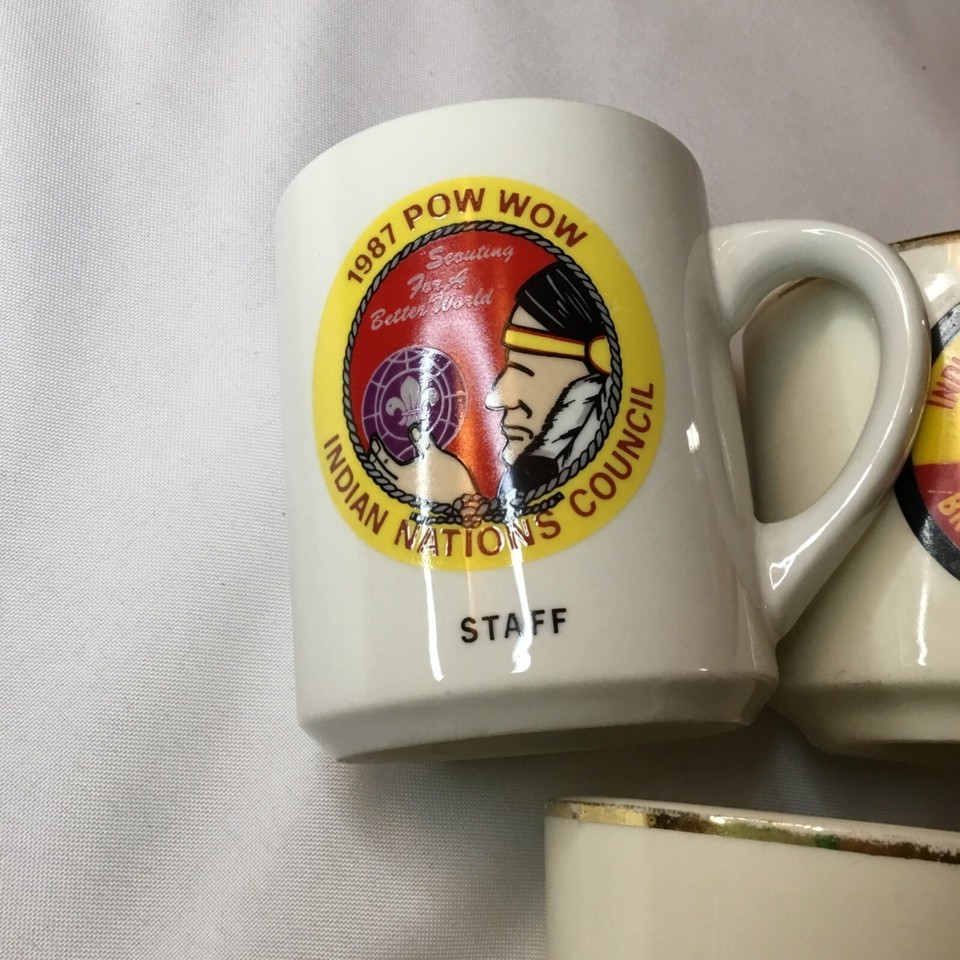 1987 POW WOW
"Scouting
For A
Better World
INDIAN NATIONS COUNCIL
STAFF